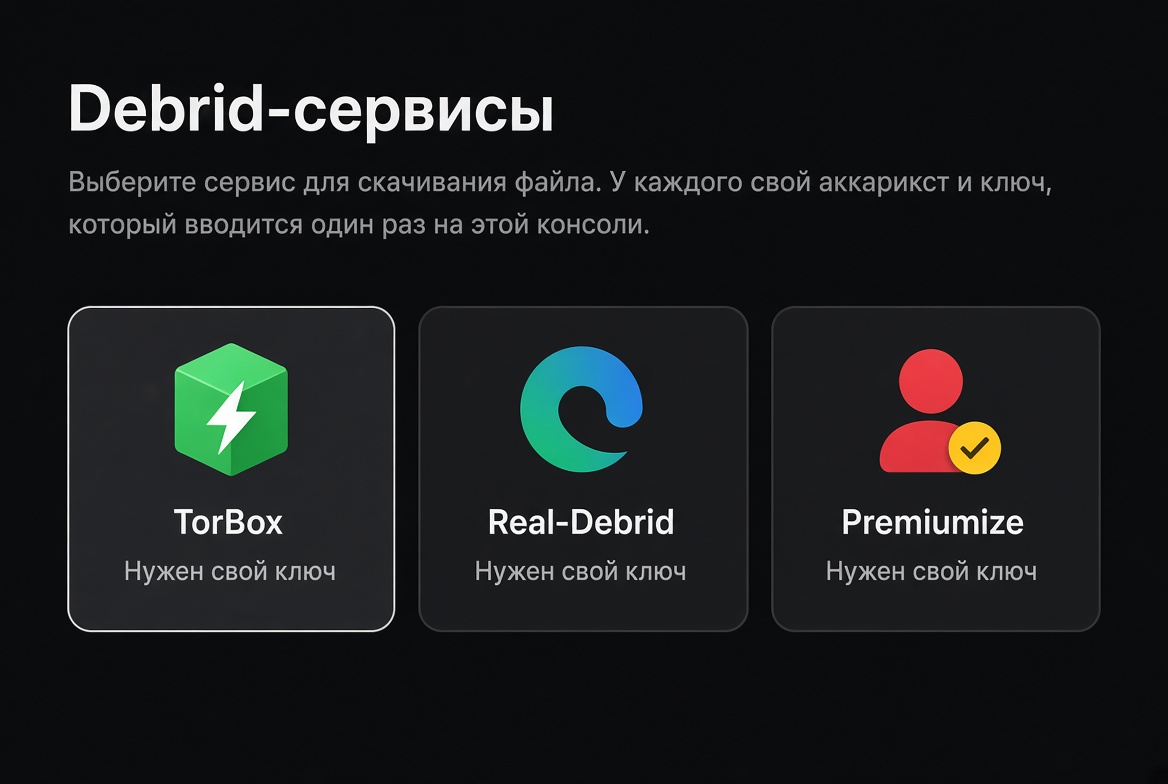 Debrid-сервисы
Выберите сервис для скачивания файла. У каждого свой аккарикст и ключ,
который вводится один раз на этой консоли.
TorBox
Нужен свой ключ
Real-Debrid
Нужен свой ключ
Premiumize
Нужен свой ключ